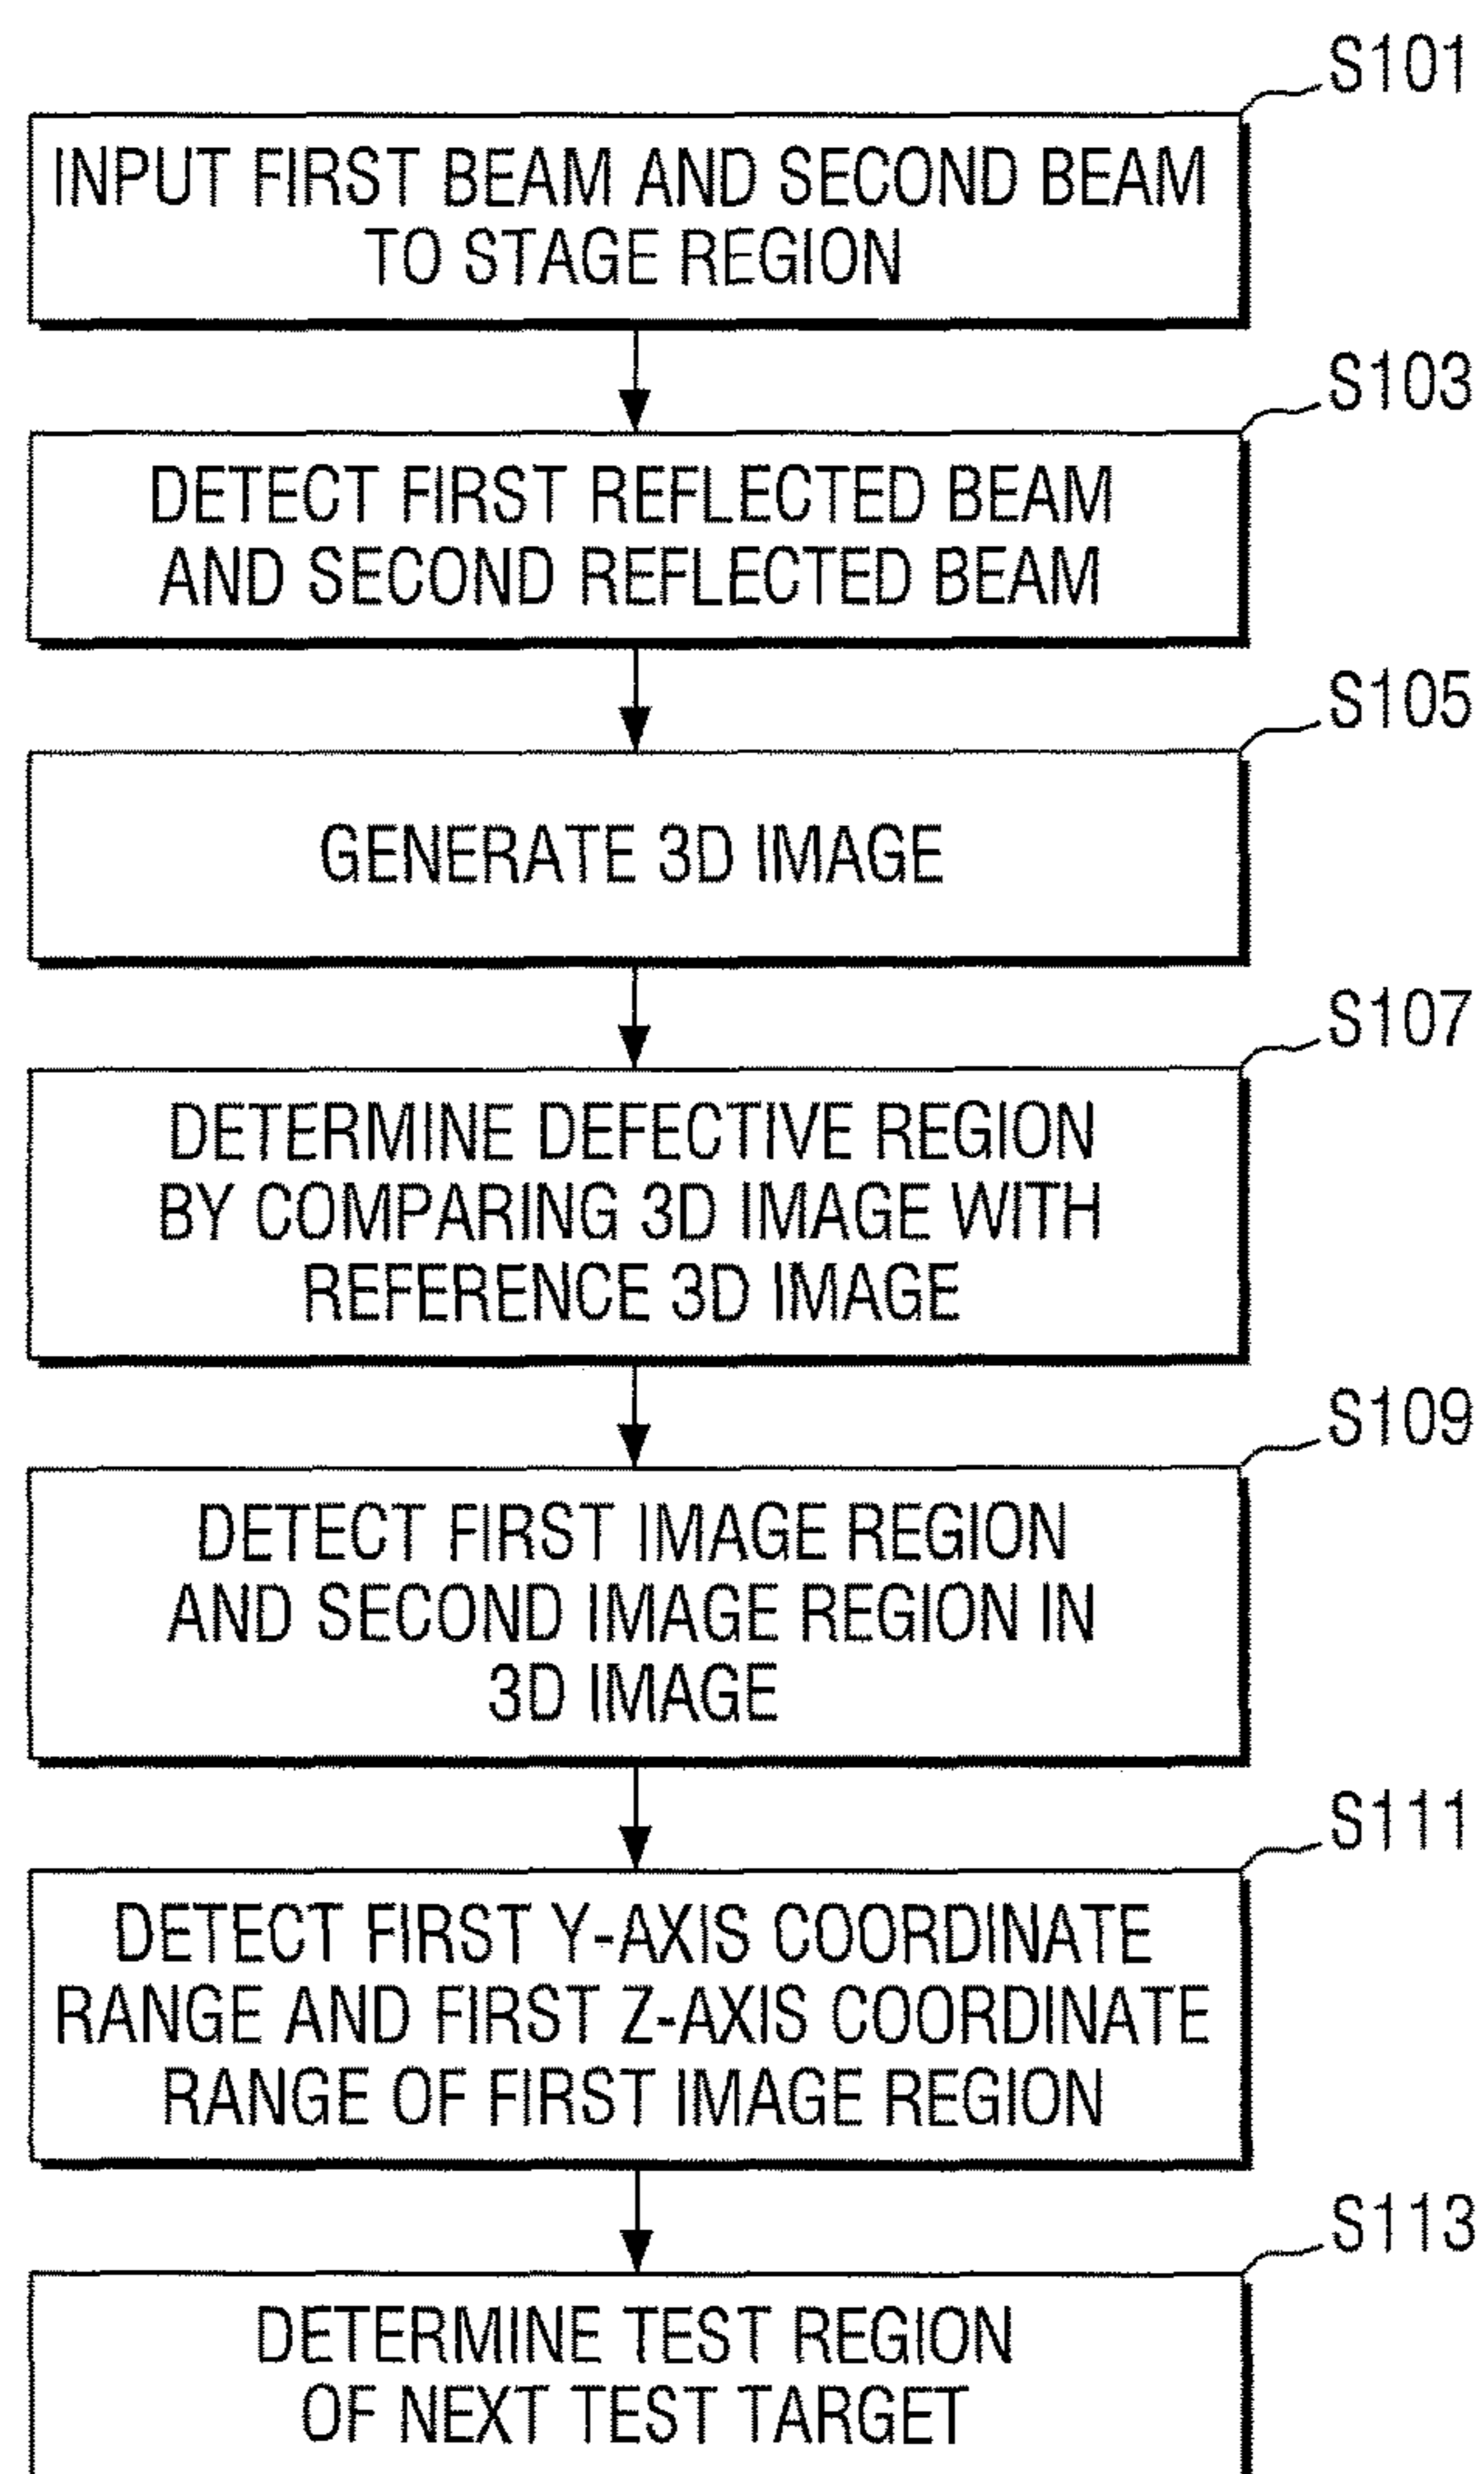 S101
INPUT FIRST BEAM AND SECOND BEAM
TO STAGE REGION
S103
DETECT FIRST REFLECTED BEAM
AND SECOND REFLECTED BEAM
S105
GENERATE 3D IMAGE
S107
DETERMINE DEFECTIVE REGION
BY COMPARING 3D IMAGE WITH
REFERENCE 3D IMAGE
S109
DETECT FIRST IMAGE REGION
AND SECOND IMAGE REGION IN
3D IMAGE
S111
DETECT FIRST Y-AXIS COORDINATE
RANGE AND FIRST Z-AXIS COORDINATE
RANGE OF FIRST IMAGE REGION
S113
DETERMINE TEST REGION
OF NEXT TEST TARGET